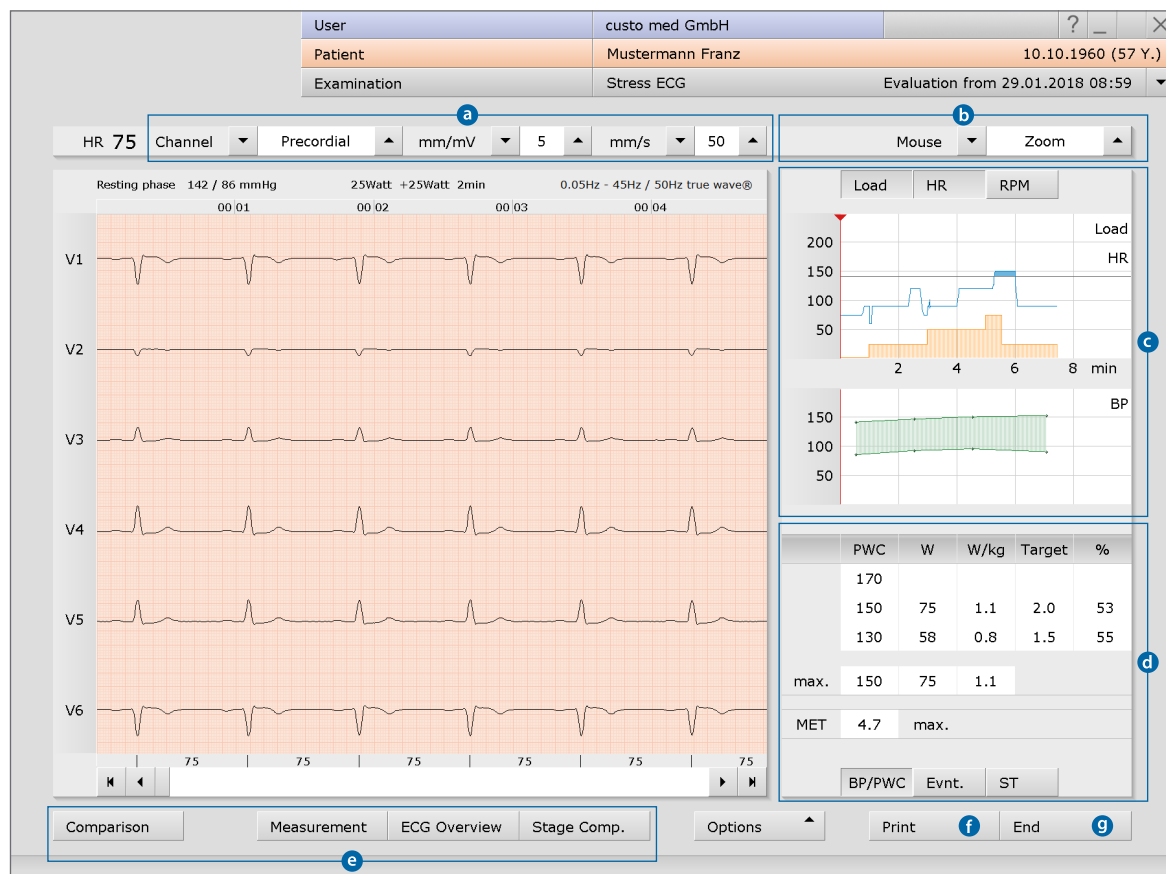 User custo med GmbH ? _
Patient Mustermann Franz 10.10.1960 (57 Y.)
Examination Stress ECG Evaluation from 29.01.2018 08:59
a
b
HR 75 Channel Precordial mm/mV 5 mm/s 50
Mouse Zoom
Resting phase 142 / 86 mmHg 25Watt +25Watt 2min 0.05Hz - 45Hz / 50Hz true wave®
00 01 00 02 00 03 00 04
V1
V2
V3
V4
V5
V6
75 75 75 75 75 75
Load HR RPM
Load
HR
200
150
100
50
2 4 6 8 min
c
BP
150
100
50
PWC W W/kg Target %
170
150 75 1.1 2.0 53
130 58 0.8 1.5 55
d
max. 150 75 1.1
MET 4.7 max.
BP/PWC Evnt. ST
Comparison Measurement ECG Overview Stage Comp. Options Print f End g
e